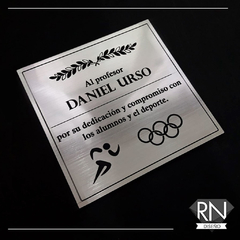 Al profesor
DANIEL URSO
por su dedicación y compromiso con
los alumnos y el deporte.
RN
DISEÑO